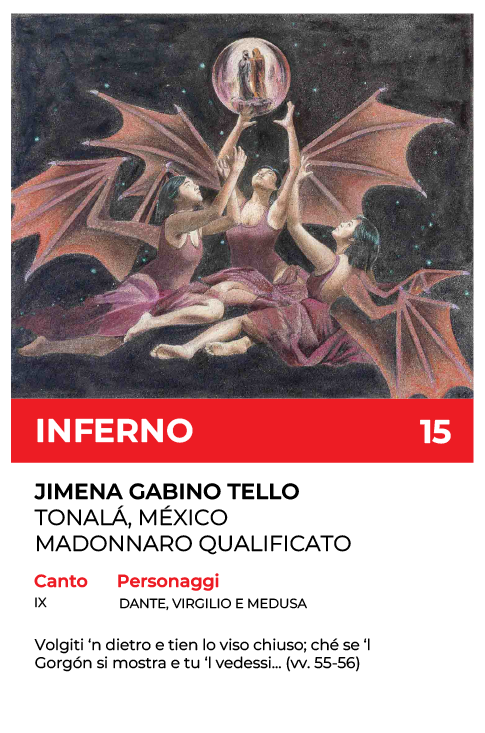 INFERNO 15
JIMENA GABINO TELLO
TONALÁ, MÉXICO
MADONNARO QUALIFICATO
Canto Personaggi
IX DANTE, VIRGILIO E MEDUSA
Volgiti ‘n dietro e tien lo viso chiuso; ché se ‘l
Gorgón si mostra e tu ‘l vedessi... (vv. 55-56)